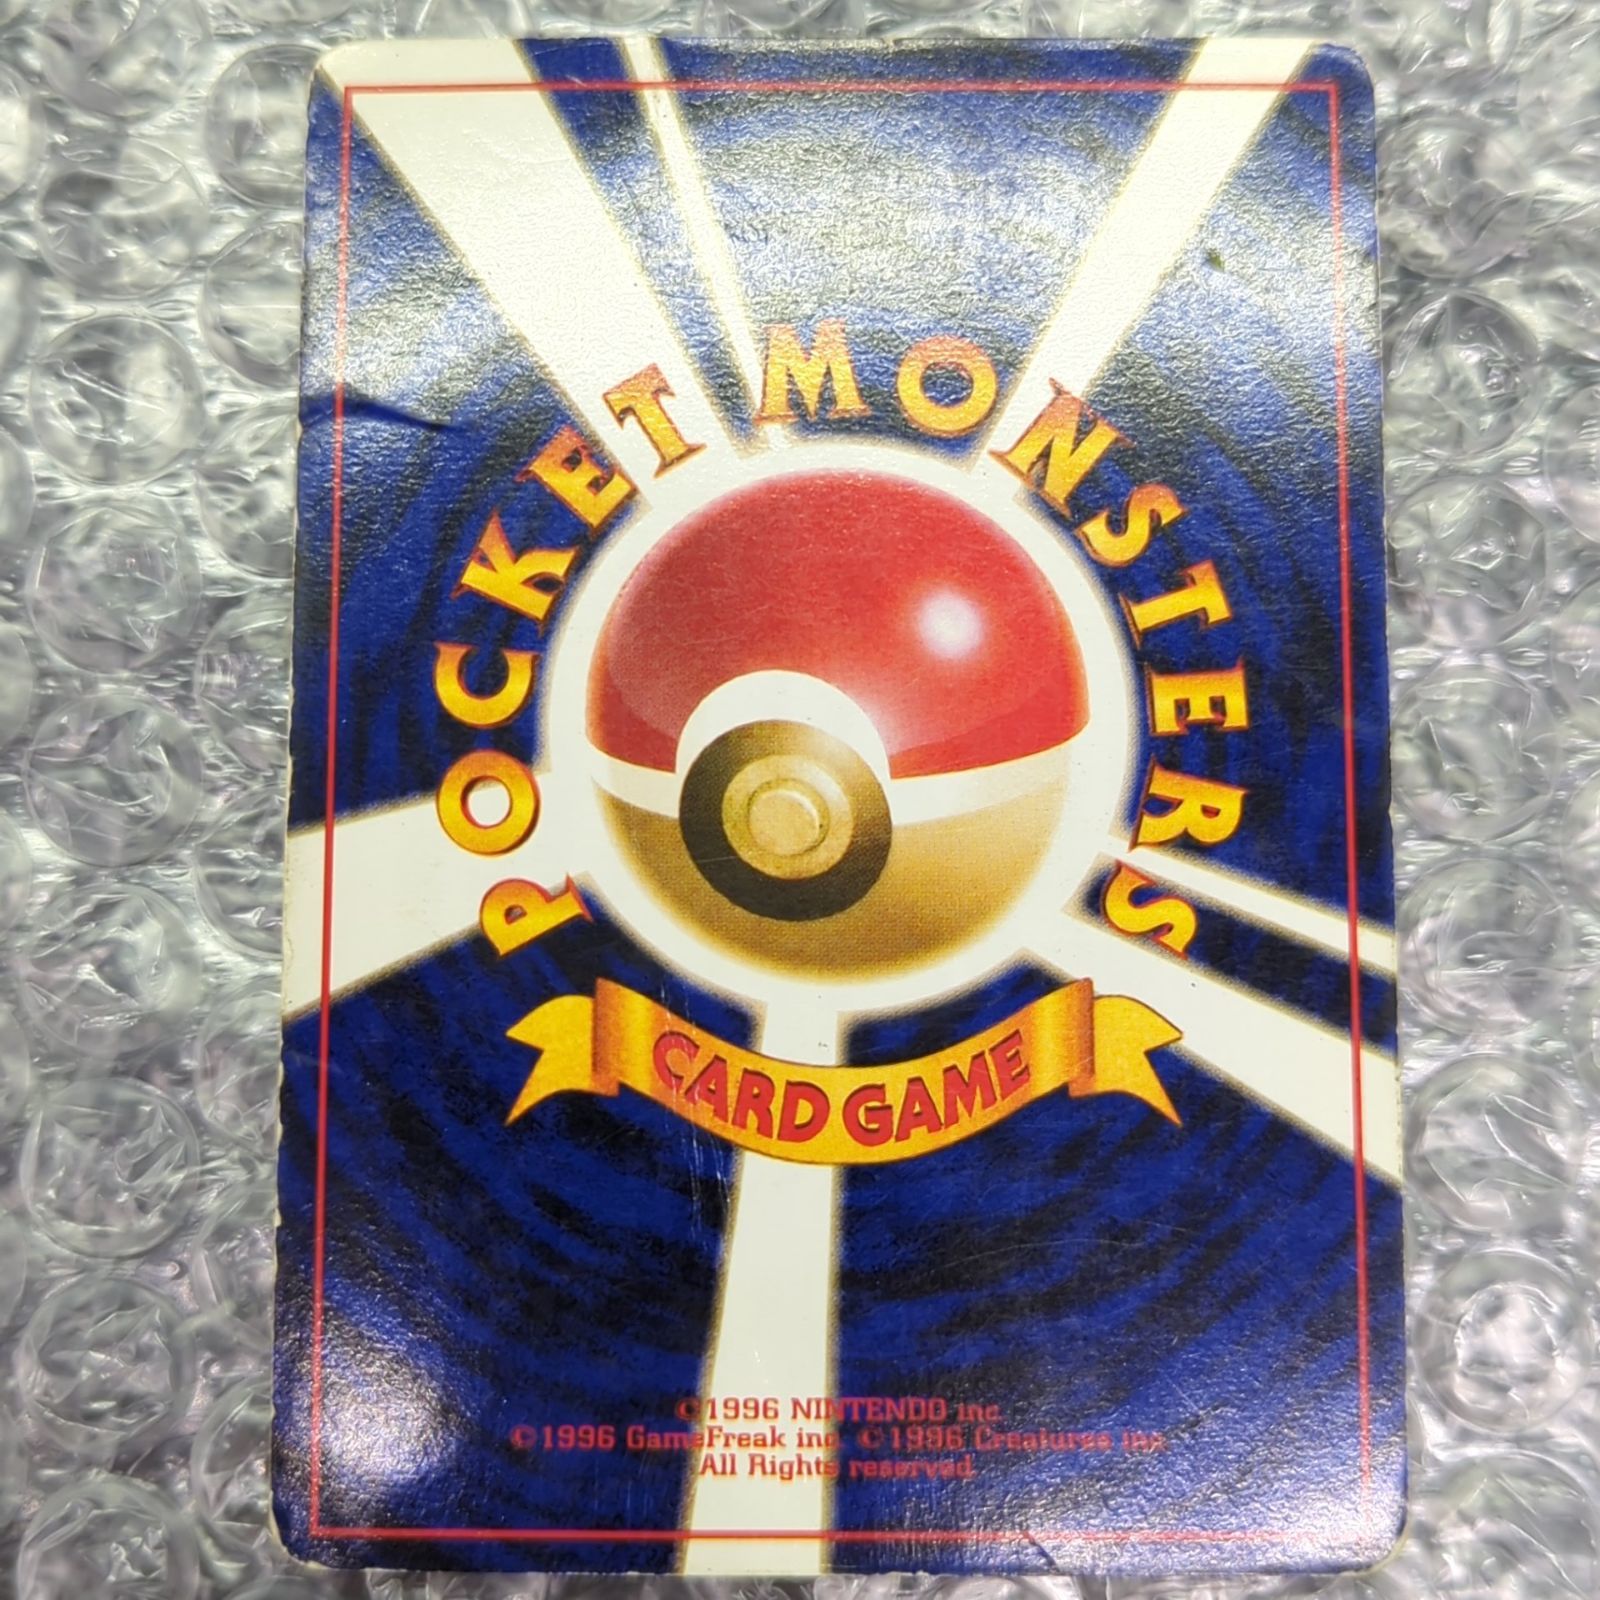 POCKET MONSTERS
CARD GAME
©1996 NINTENDO inc.
©1996 GameFreak inc. ©1996 Creatures inc.
All Rights reserved.